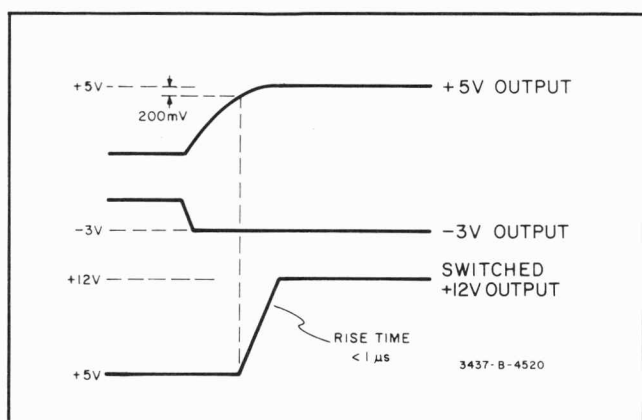 +5V
200mV
+5V OUTPUT
-3V
-3V OUTPUT
+12V
SWITCHED
+12V OUTPUT
RISE TIME
<1 μs
+5V
3437-B-4520